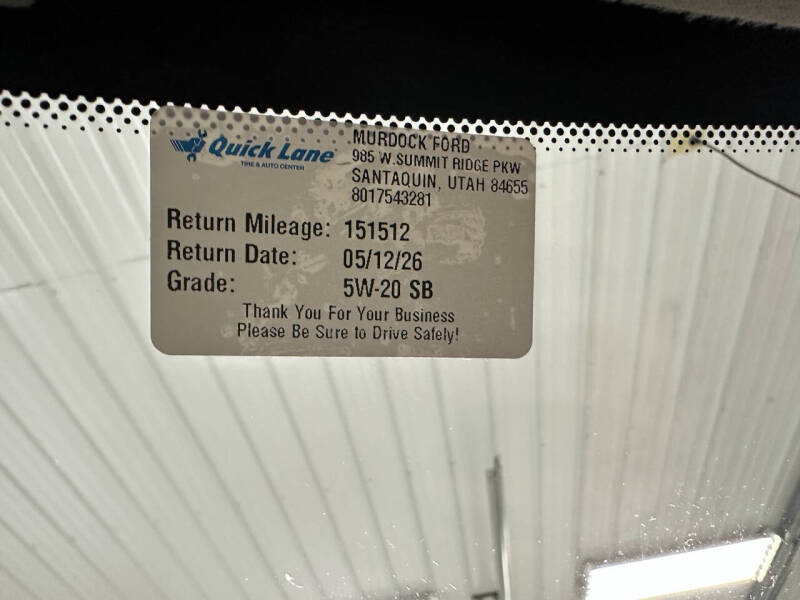 Quick Lane
TIRE & AUTO CENTER
MURDOCK FORD
985 W.SUMMIT RIDGE PKW
SANTAQUIN, UTAH 84655
8017543281
Return Mileage: 151512
Return Date: 05/12/26
Grade: 5W-20 SB
Thank You For Your Business
Please Be Sure to Drive Safely!